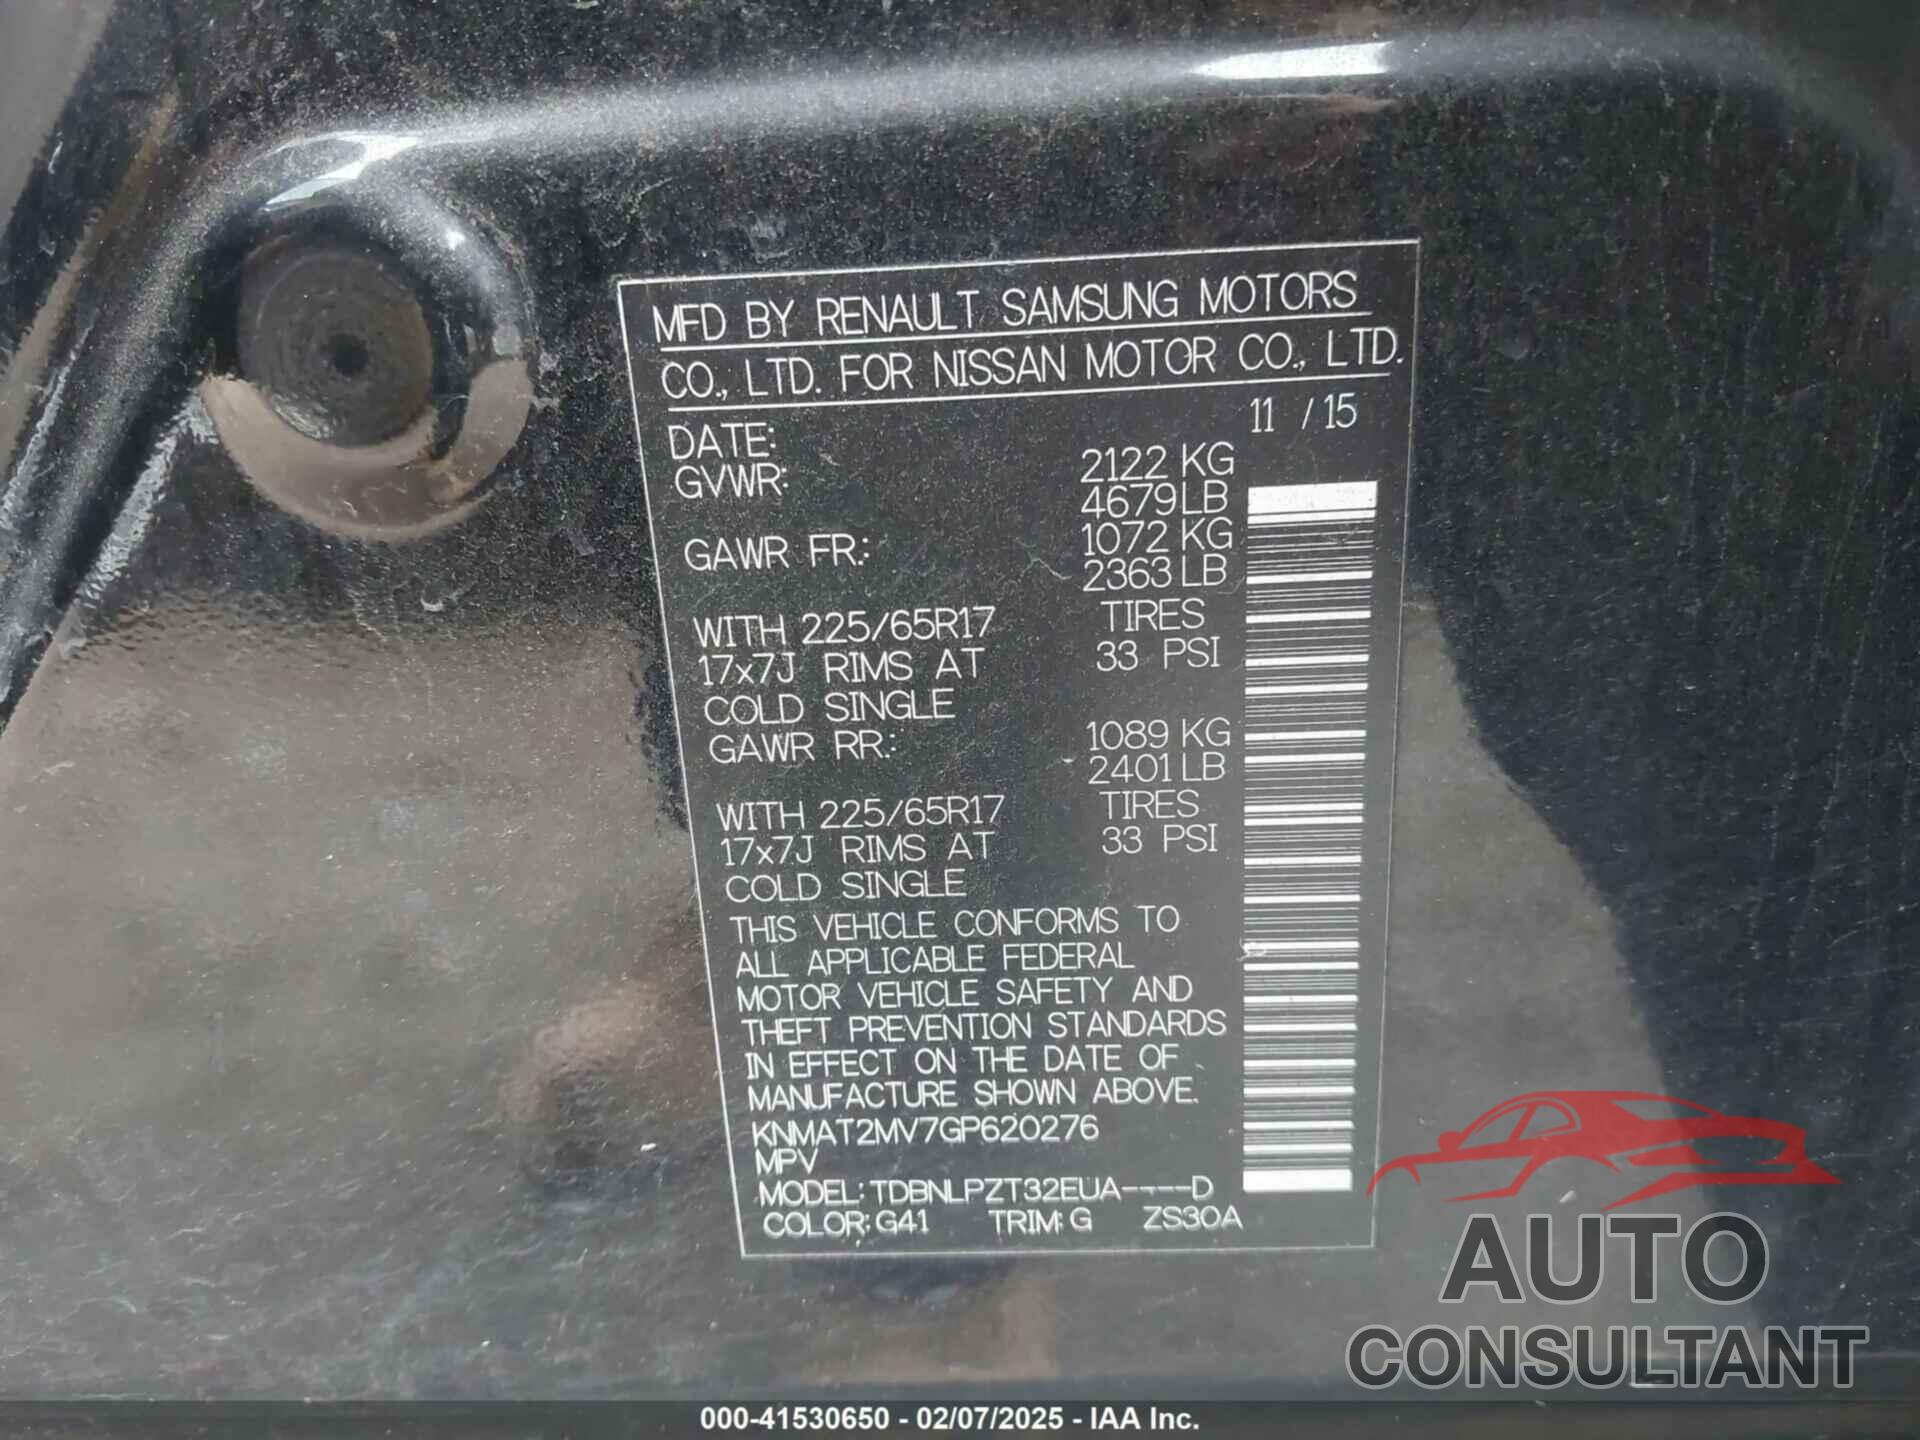 MFD BY RENAULT SAMSUNG MOTORS
CO., LTD. FOR NISSAN MOTOR CO., LTD.
DATE: 11 / 15
GVWR: 2122 KG
4679 LB
GAWR FR.: 1072 KG
2363 LB
WITH 225/65R17 TIRES
17x7J RIMS AT 33 PSI
COLD SINGLE
GAWR RR.: 1089 KG
2401 LB
WITH 225/65R17 TIRES
17x7J RIMS AT 33 PSI
COLD SINGLE
THIS VEHICLE CONFORMS TO
ALL APPLICABLE FEDERAL
MOTOR VEHICLE SAFETY AND
THEFT PREVENTION STANDARDS
IN EFFECT ON THE DATE OF
MANUFACTURE SHOWN ABOVE.
KNMAT2MV7GP620276
MPV
MODEL: TDBNLPZT32EUA----D
COLOR: G41 TRIM: G ZS30A
AUTO
CONSULTANT
000-41530650 - 02/07/2025 - IAA Inc.